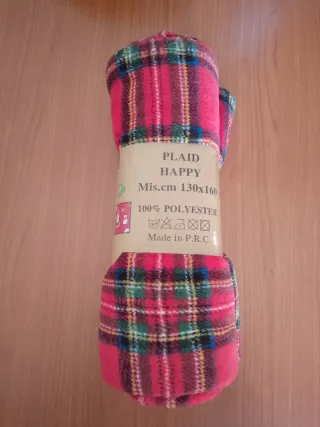 PLAID
HAPPY
Mis.cm 130x160
100% POLYESTER
Made in P.R.C.